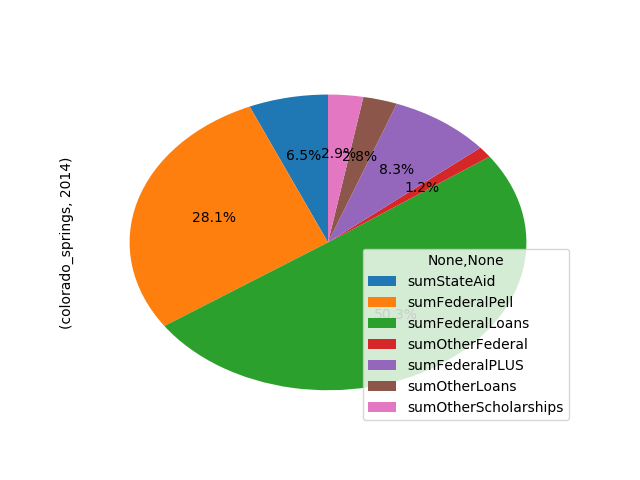 6.5%
2.9%
2.8%
8.3%
1.2%
28.1%
50.3%
(colorado_springs, 2014)
None,None
sumStateAid
sumFederalPell
sumFederalLoans
sumOtherFederal
sumFederalPLUS
sumOtherLoans
sumOtherScholarships